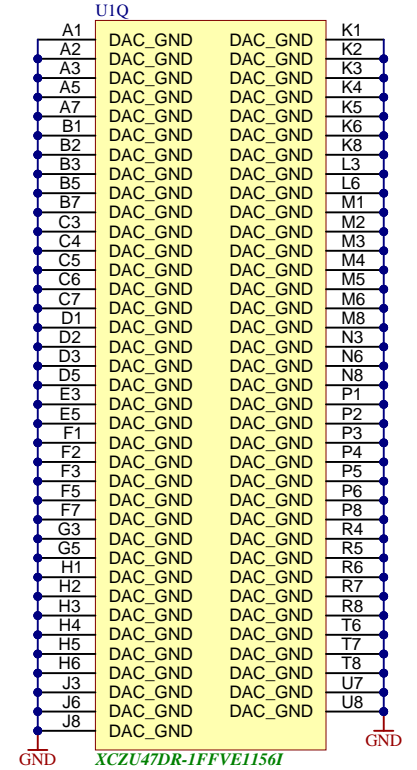 U1Q
A1 DAC_GND DAC_GND K1
A2 DAC_GND DAC_GND K2
A3 DAC_GND DAC_GND K3
A5 DAC_GND DAC_GND K4
A7 DAC_GND DAC_GND K5
B1 DAC_GND DAC_GND K6
B2 DAC_GND DAC_GND K8
B3 DAC_GND DAC_GND L3
B5 DAC_GND DAC_GND L6
B7 DAC_GND DAC_GND M1
C3 DAC_GND DAC_GND M2
C4 DAC_GND DAC_GND M3
C5 DAC_GND DAC_GND M4
C6 DAC_GND DAC_GND M5
C7 DAC_GND DAC_GND M6
D1 DAC_GND DAC_GND M8
D2 DAC_GND DAC_GND N3
D3 DAC_GND DAC_GND N6
D5 DAC_GND DAC_GND N8
E3 DAC_GND DAC_GND P1
E5 DAC_GND DAC_GND P2
F1 DAC_GND DAC_GND P3
F2 DAC_GND DAC_GND P4
F3 DAC_GND DAC_GND P5
F5 DAC_GND DAC_GND P6
F7 DAC_GND DAC_GND P8
G3 DAC_GND DAC_GND R4
G5 DAC_GND DAC_GND R5
H1 DAC_GND DAC_GND R6
H2 DAC_GND DAC_GND R7
H3 DAC_GND DAC_GND R8
H4 DAC_GND DAC_GND T6
H5 DAC_GND DAC_GND T7
H6 DAC_GND DAC_GND T8
J3 DAC_GND DAC_GND U7
J6 DAC_GND DAC_GND U8
J8 DAC_GND
GND
GND
XCZU47DR-1FFVE1156I